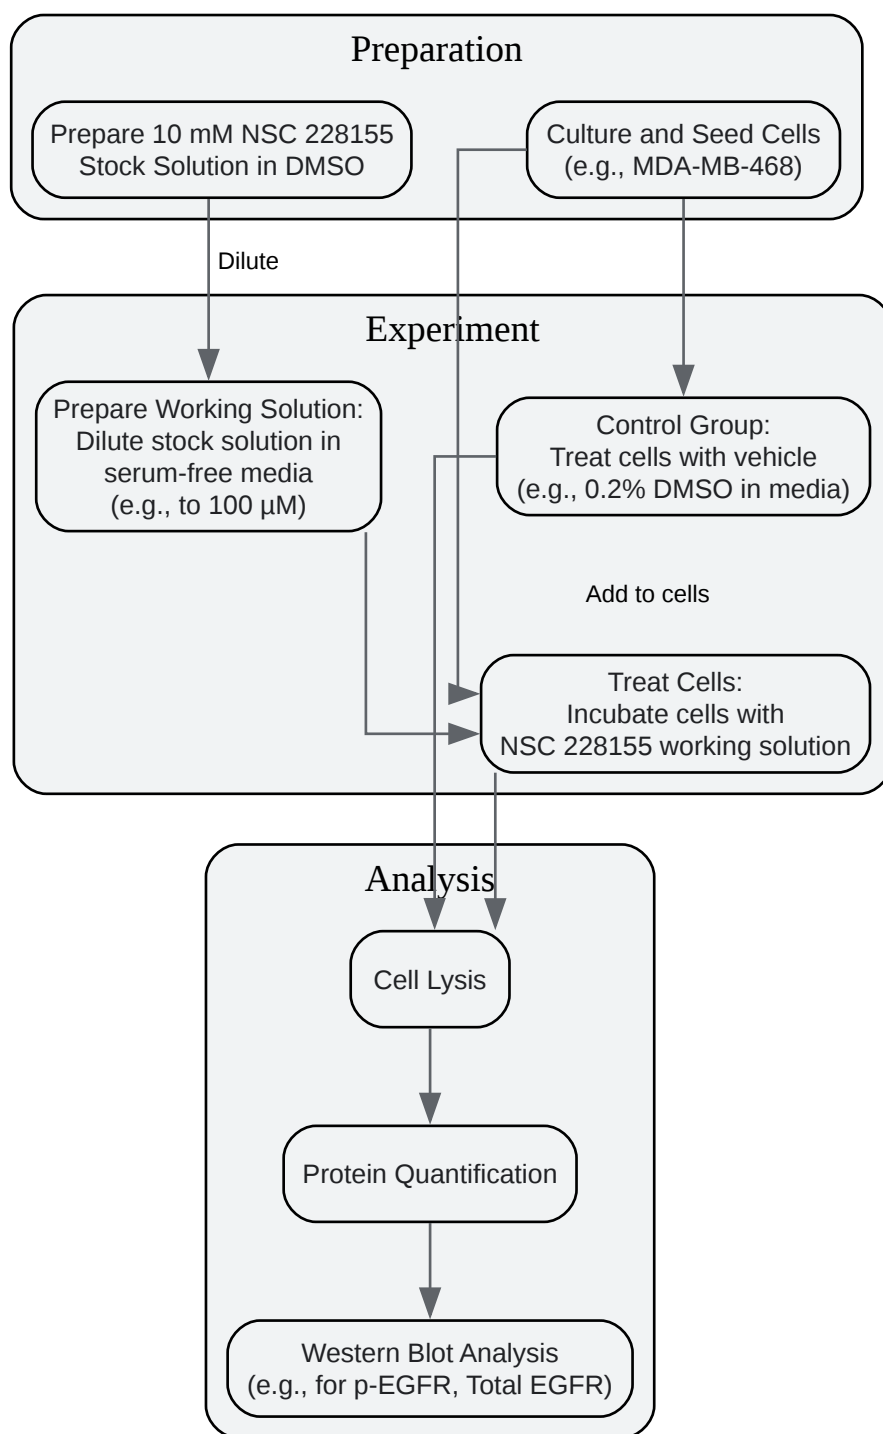 Preparation
Prepare 10 mM NSC 228155
Stock Solution in DMSO
Culture and Seed Cells
(e.g., MDA-MB-468)
Dilute
Experiment
Prepare Working Solution:
Dilute stock solution in
serum-free media
(e.g., to 100 µM)
Control Group:
Treat cells with vehicle
(e.g., 0.2% DMSO in media)
Add to cells
Treat Cells:
Incubate cells with
NSC 228155 working solution
Analysis
Cell Lysis
Protein Quantification
Western Blot Analysis
(e.g., for p-EGFR, Total EGFR)